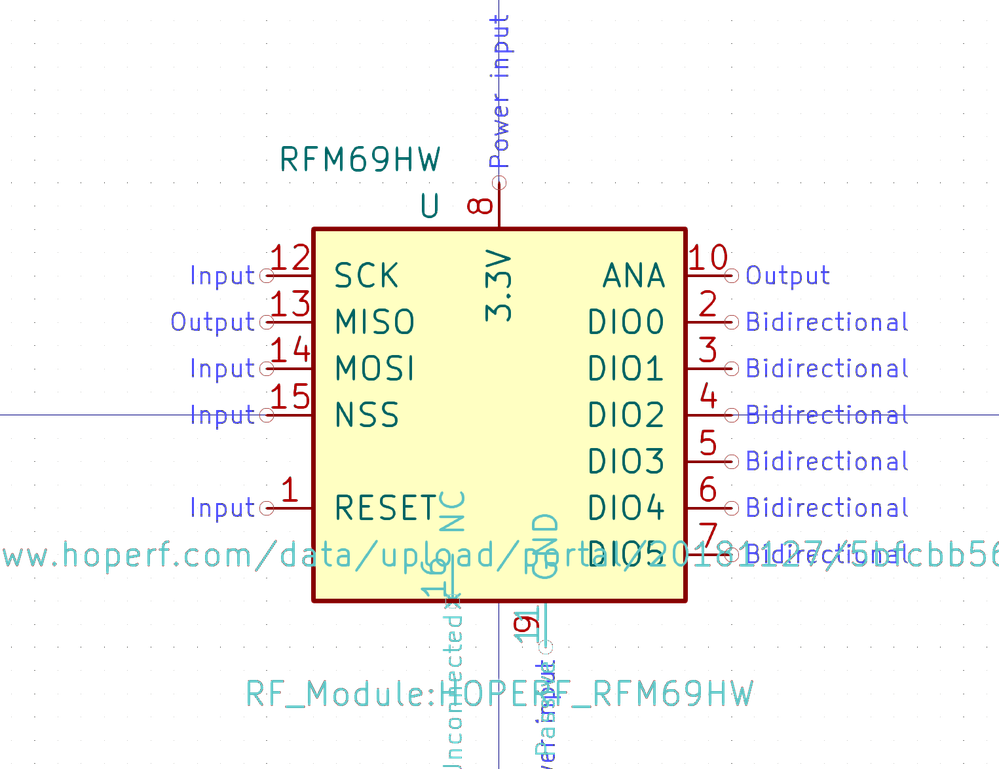 Power input
RFM69HW
U
8
3.3V
Input 12 SCK
ANA 10 Output
Output 13 MISO
DIO0 2 Bidirectional
Input 14 MOSI
DIO1 3 Bidirectional
Input 15 NSS
DIO2 4 Bidirectional
DIO3 5 Bidirectional
Input 1 RESET
DIO4 6 Bidirectional
DIO5 7 Bidirectional
ww.hoperf.com/data/upload/portal/20181127/5bfcbb56
NC
16
Unconnected
GND
9
11
Passive
RF_Module:HOPERF_RFM69HW